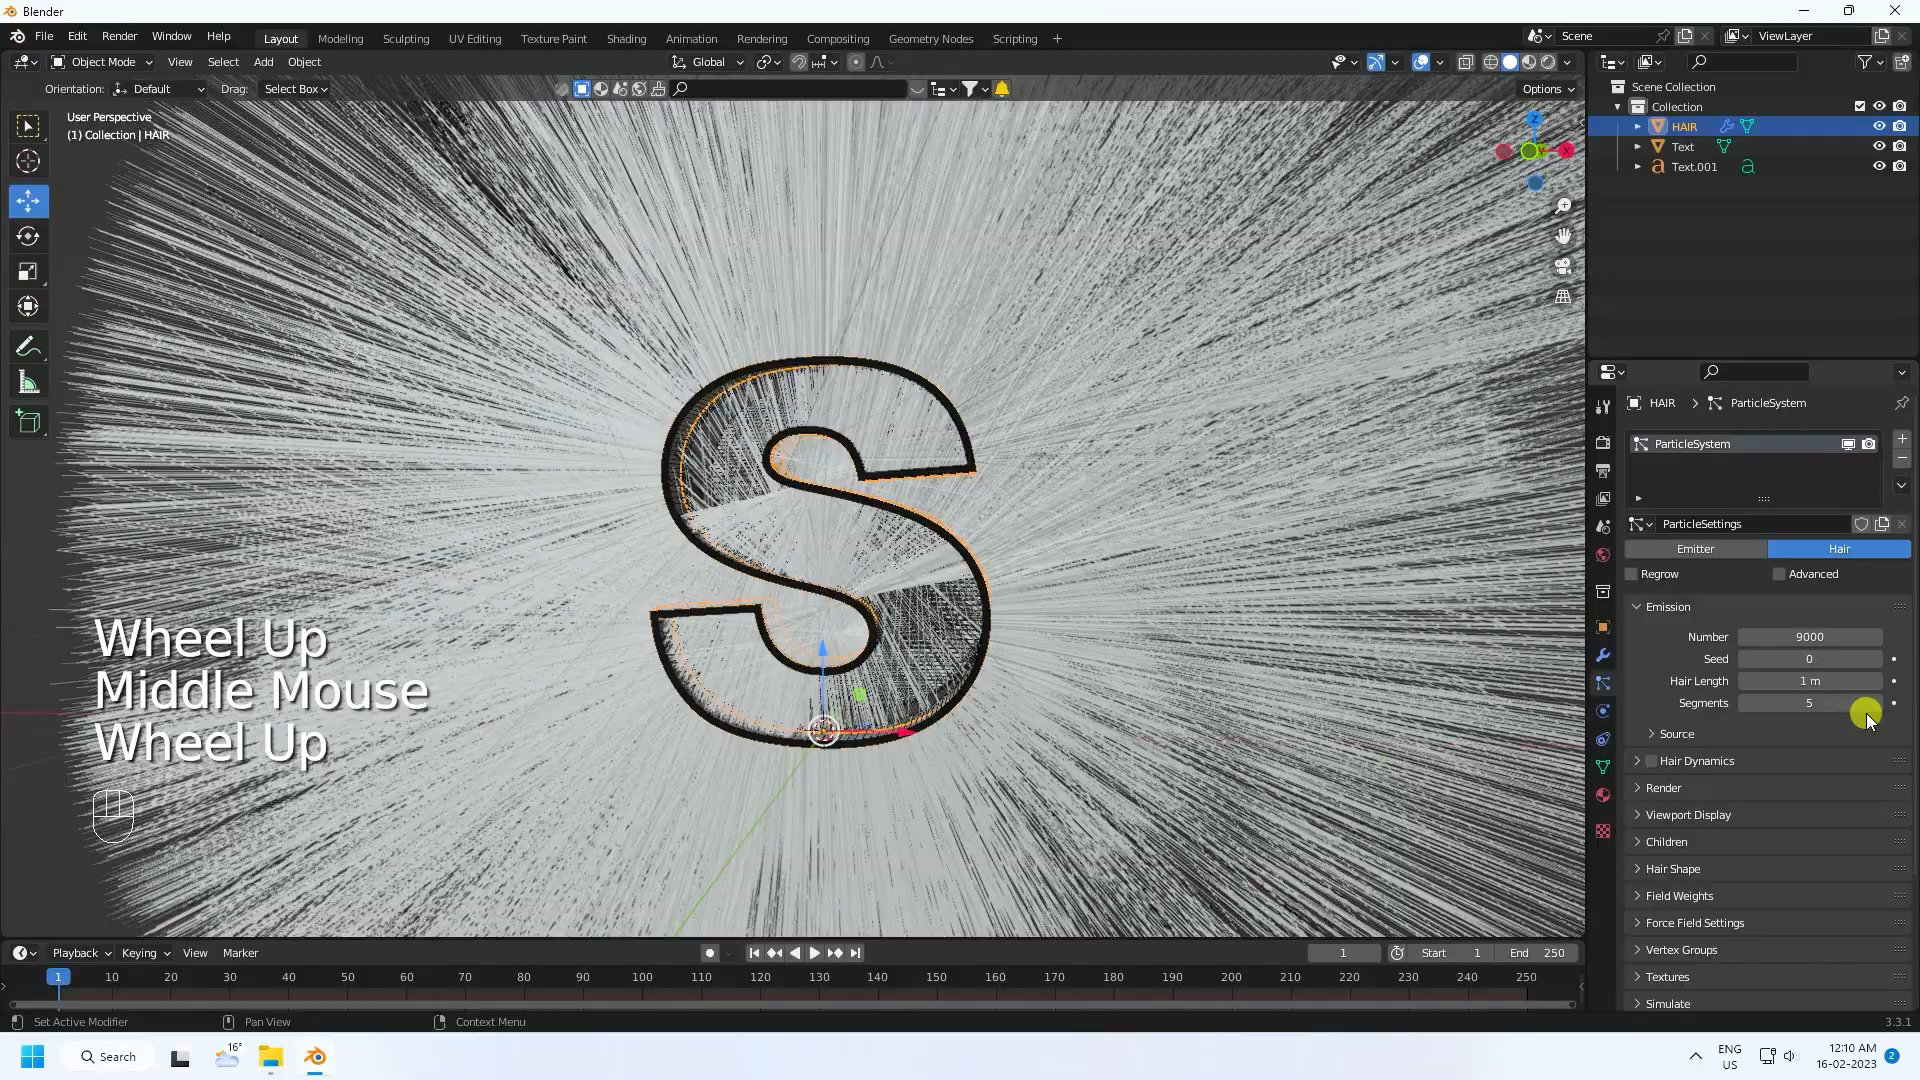 Blender
File Edit Render Window Help
Layout Modeling Sculpting UV Editing Texture Paint Shading Animation Rendering Compositing Geometry Nodes Scripting +
Scene
ViewLayer
Object Mode View Select Add Object
Global
Orientation: Default Drag: Select Box
Options
User Perspective
(1) Collection | HAIR
Z
X
Scene Collection
Collection
HAIR
Text
Text.001
HAIR > ParticleSystem
ParticleSystem
ParticleSettings
Emitter Hair
Regrow Advanced
Emission
Number 9000
Seed 0
Hair Length 1 m
Segments 5
Source
Hair Dynamics
Render
Viewport Display
Children
Hair Shape
Field Weights
Force Field Settings
Vertex Groups
Textures
Simulate
S
Wheel Up
Middle Mouse
Wheel Up
Playback Keying View Marker
1 Start 1 End 250
1 10 20 30 40 50 60 70 80 90 100 110 120 130 140 150 160 170 180 190 200 210 220 230 240 250
Set Active Modifier Pan View Context Menu
3.3.1
Search
16°
ENG
US
12:10 AM
16-02-2023
2